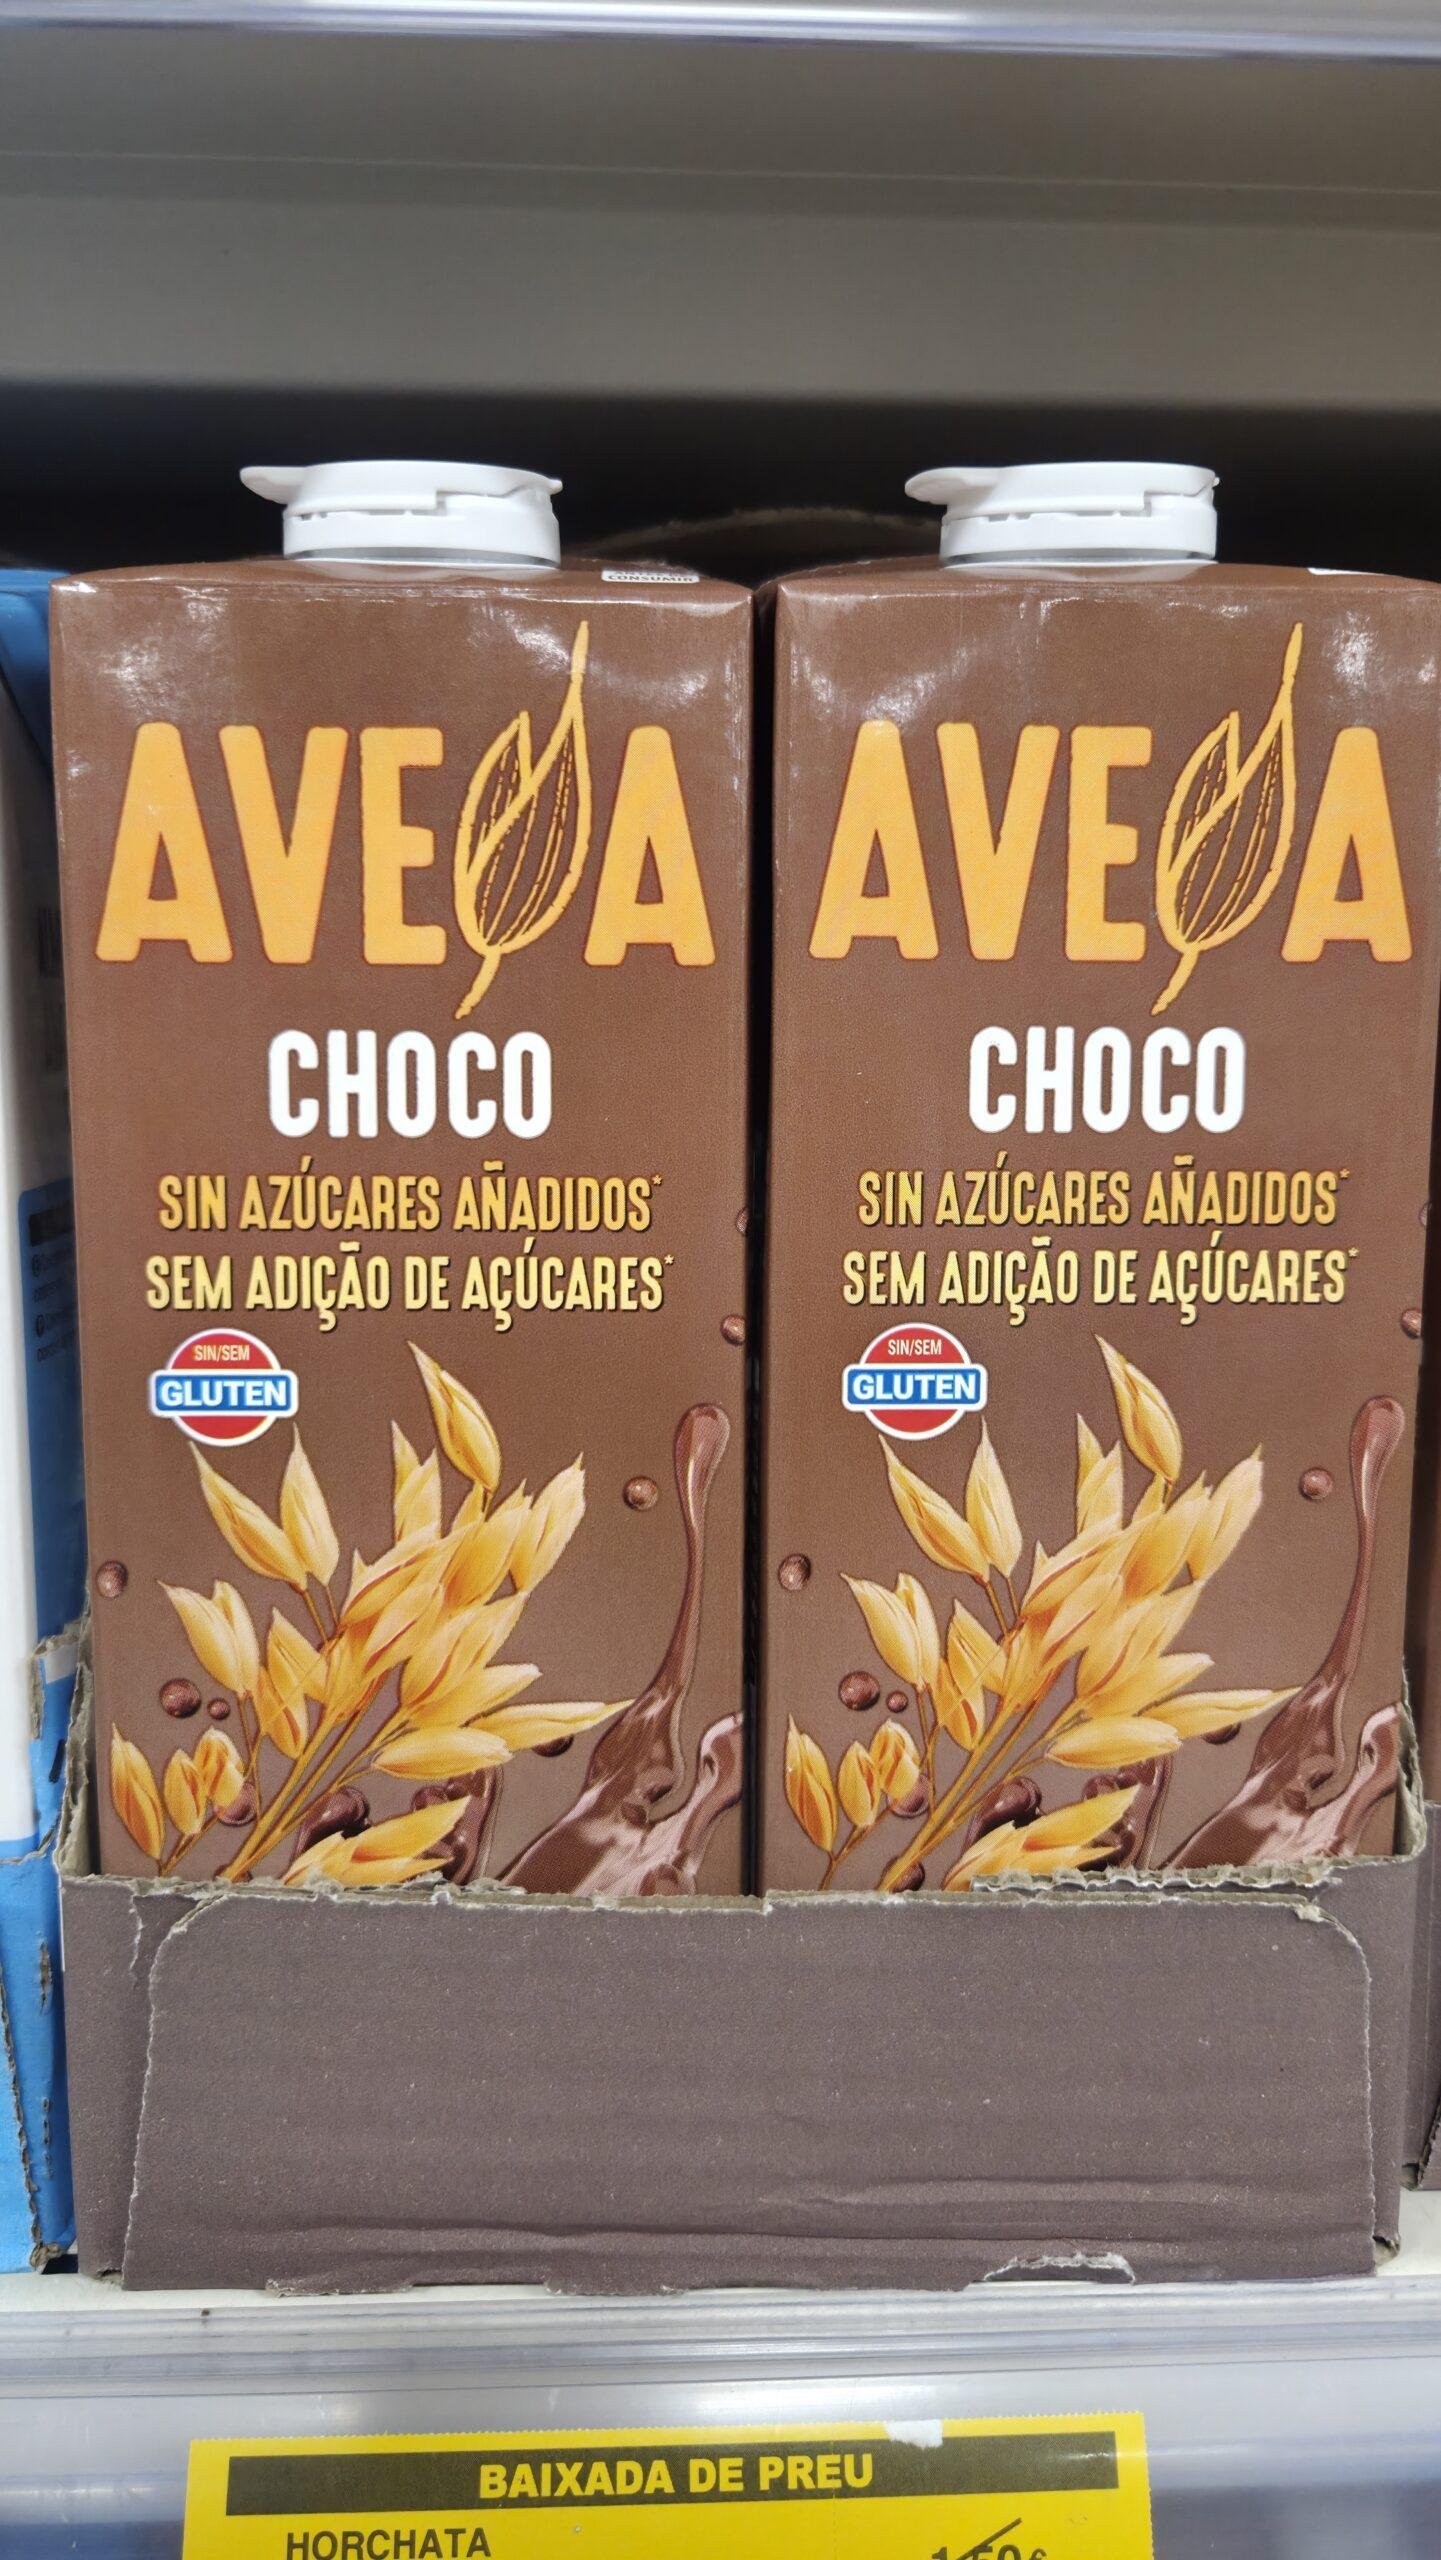 CONSUMIR
AVENA
CHOCO
SIN AZÚCARES AÑADIDOS*
SEM ADIÇÃO DE AÇÚCARES*
SIN/SEM
GLUTEN
AVENA
CHOCO
SIN AZÚCARES AÑADIDOS*
SEM ADIÇÃO DE AÇÚCARES*
SIN/SEM
GLUTEN
BAIXADA DE PREU
HORCHATA